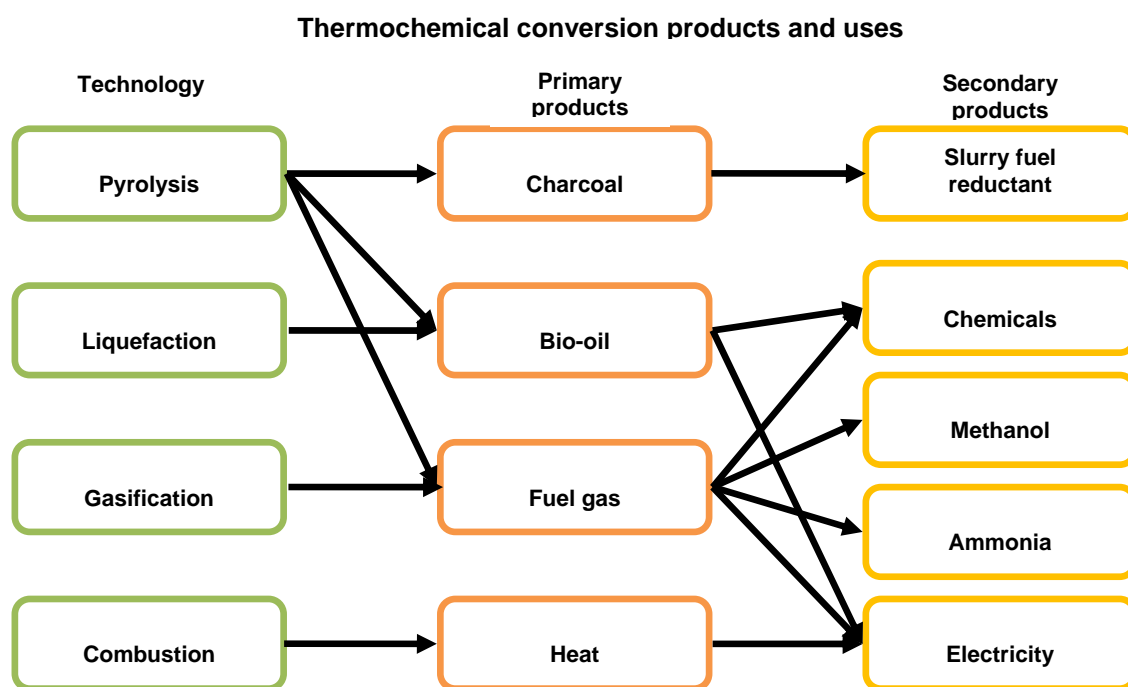 Thermochemical conversion products and uses
Technology
Primary
products
Secondary
products
Pyrolysis
Charcoal
Slurry fuel
reductant
Liquefaction
Bio-oil
Chemicals
Methanol
Gasification
Fuel gas
Ammonia
Combustion
Heat
Electricity